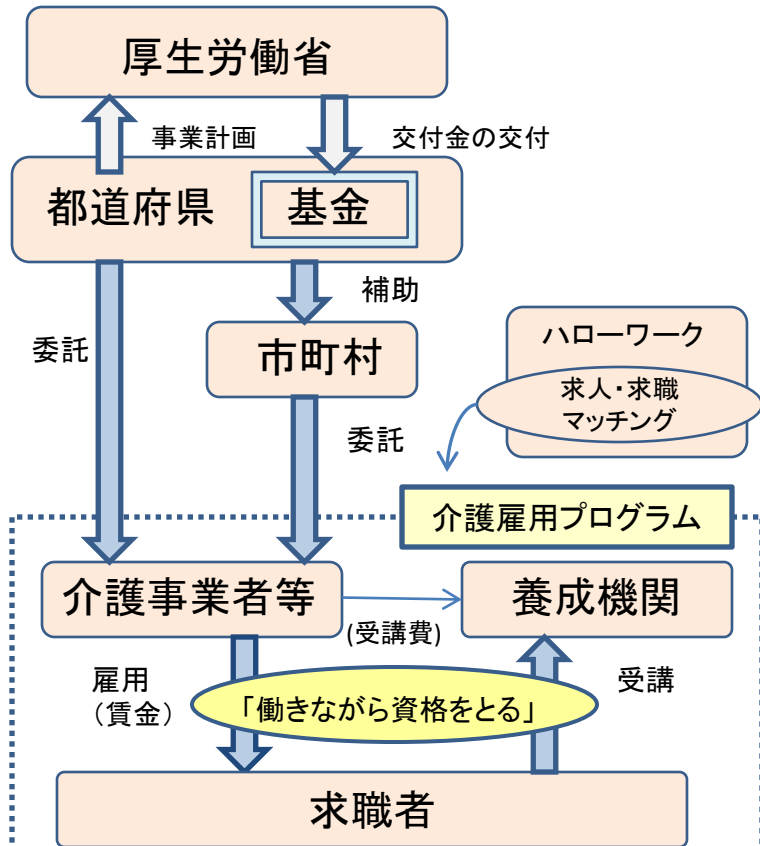 厚生労働省
事業計画
交付金の交付
都道府県
基金
補助
委託
市町村
ハローワーク
求人・求職
マッチング
委託
介護雇用プログラム
介護事業者等
養成機関
(受講費)
雇用
（賃金）
「働きながら資格をとる」
受講
求職者